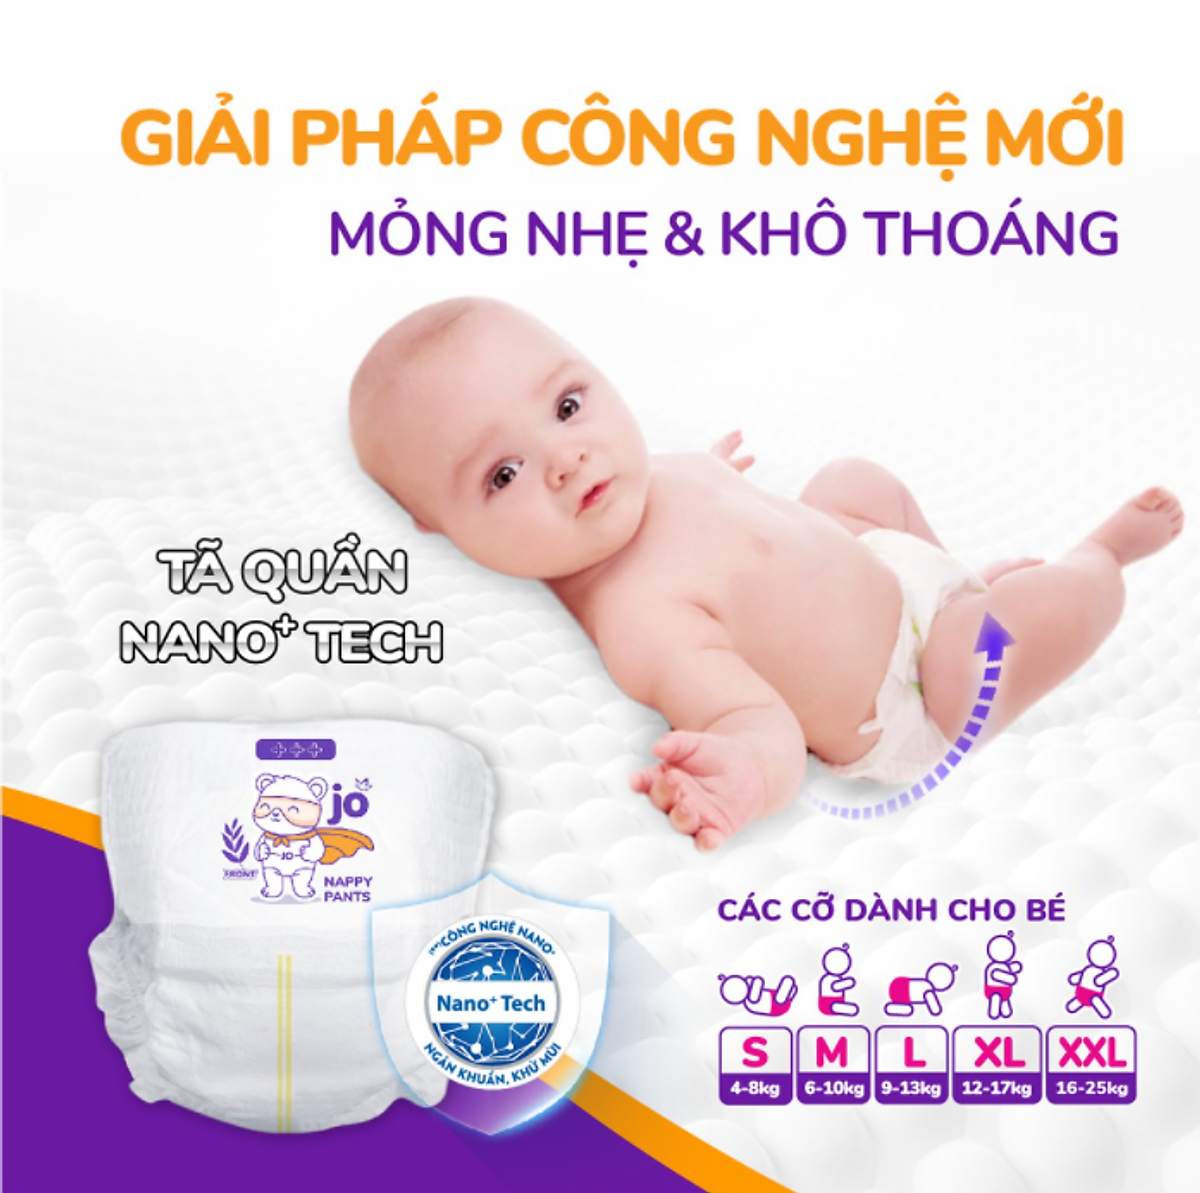 GIẢI PHÁP CÔNG NGHỆ MỚI
MỎNG NHẸ & KHÔ THOÁNG
TÃ QUẦN
NANO⁺ TECH
jo
JO
FRONT
NAPPY
PANTS
CÔNG NGHỆ NANO⁺
Nano⁺ Tech
NGĂN KHUẨN, KHỬ MÙI
CÁC CỠ DÀNH CHO BÉ
S M L XL XXL
4-8kg 6-10kg 9-13kg 12-17kg 16-25kg